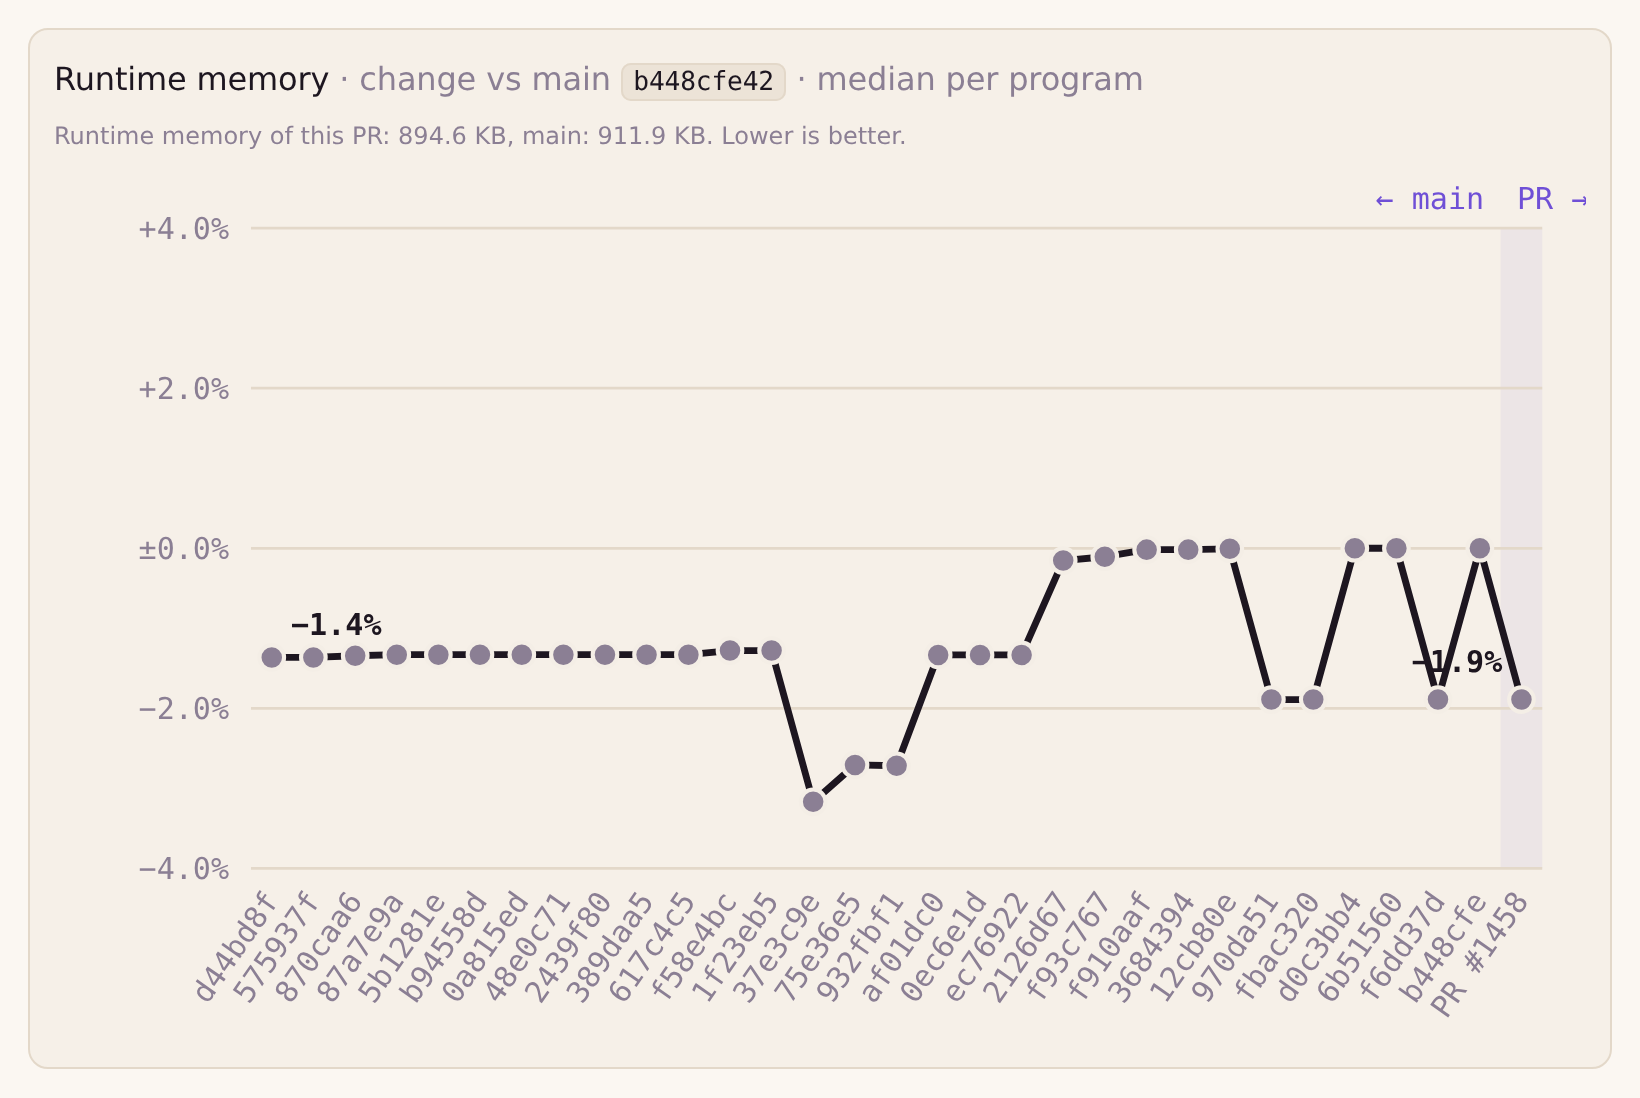 Runtime memory · change vs main b448cfe42 · median per program
Runtime memory of this PR: 894.6 KB, main: 911.9 KB. Lower is better.
← main PR →
+4.0%
+2.0%
±0.0%
−1.4%
−1.9%
−2.0%
−4.0%
d44bd8f
575937f
870caa6
87a7e9a
5b1281e
b94558d
0a815ed
48e0c71
2439f80
389daa5
617c4c5
f58e4bc
1f23eb5
37e3c9e
75e36e5
932fbf1
af01dc0
0ec6e1d
ec76922
2126d67
f93c767
f910aaf
3684394
12cb80e
970da51
fbac320
d0c3bb4
6b51560
f6dd37d
b448cfe
PR #1458